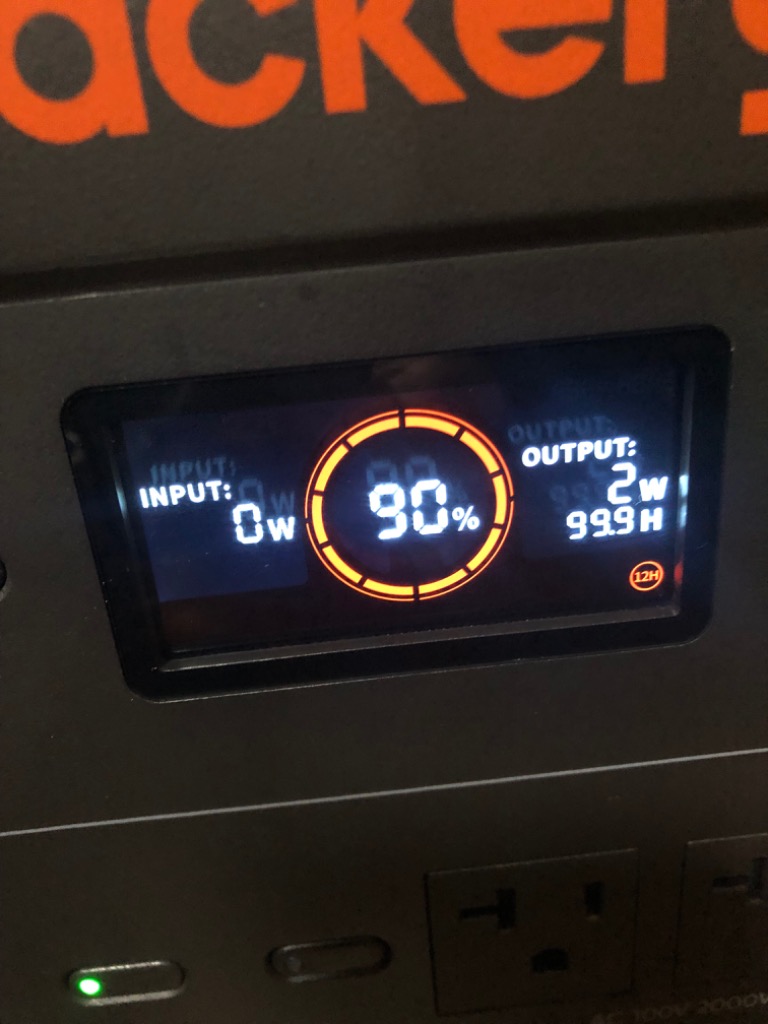 ackery
INPUT:
0W
90%
OUTPUT:
2W
99.9H
12H